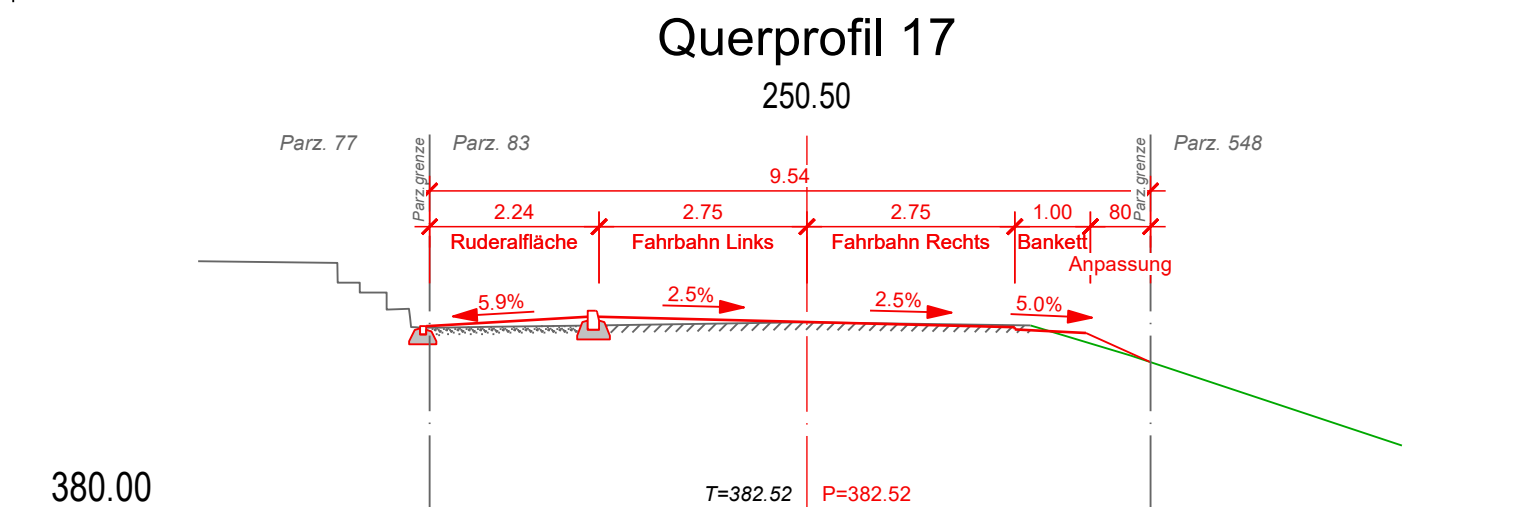 Querprofil 17
250.50
Parz. 77
Parz. 83
Parz. 548
Parz.grenze
Parz.grenze
9.54
2.24
2.75
2.75
1.00
80
Ruderalfläche
Fahrbahn Links
Fahrbahn Rechts
Bankett
Anpassung
5.9%
2.5%
2.5%
5.0%
380.00
T=382.52
P=382.52